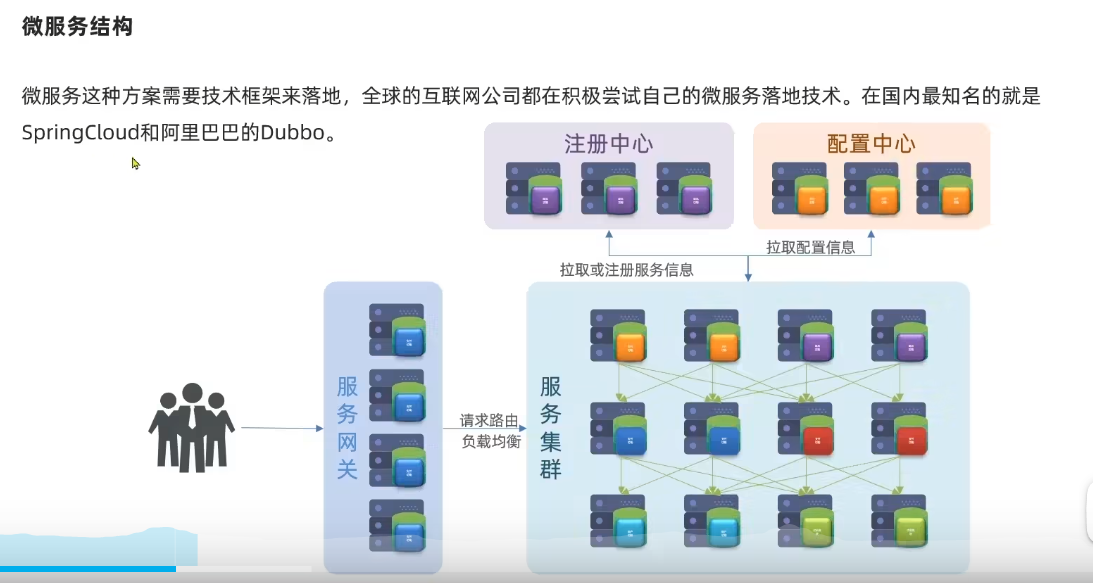 微服务结构
微服务这种方案需要技术框架来落地，全球的互联网公司都在积极尝试自己的微服务落地技术。在国内最知名的就是
SpringCloud和阿里巴巴的Dubbo。
注册中心
配置中心
拉取配置信息
拉取或注册服务信息
服务网关
请求路由
负载均衡
服务集群